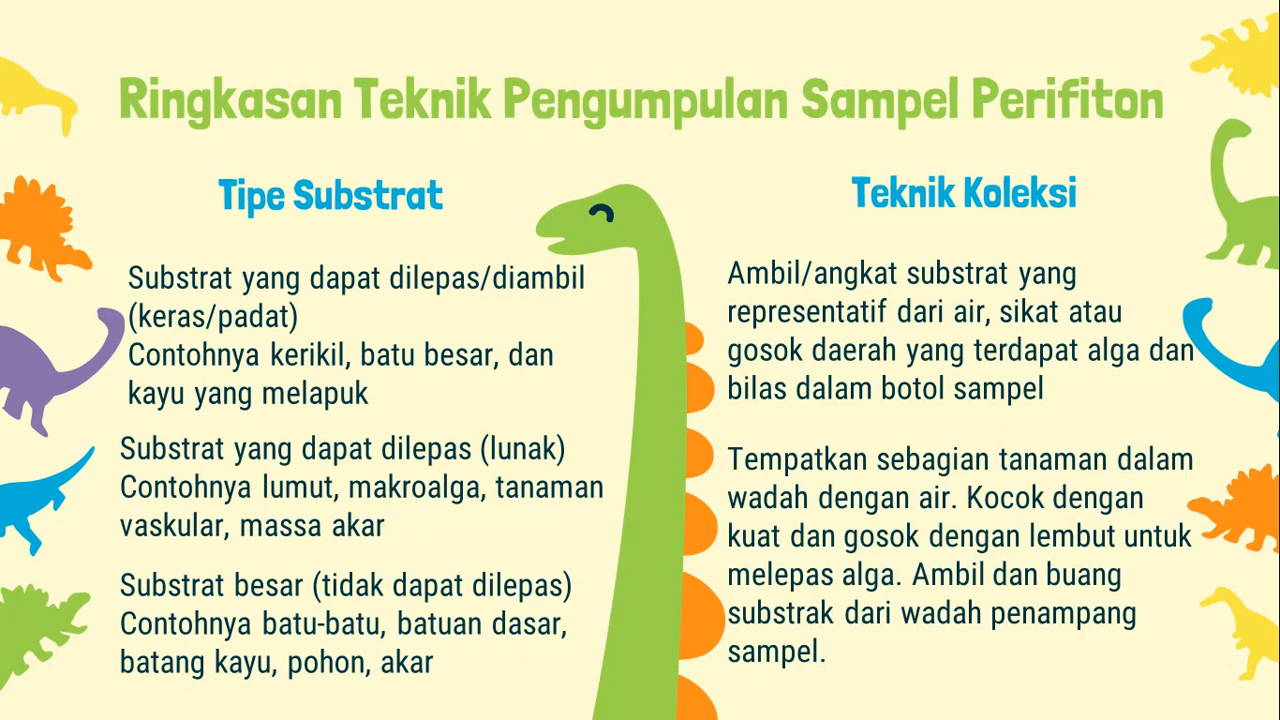 Ringkasan Teknik Pengumpulan Sampel Perifiton
Tipe Substrat
Substrat yang dapat dilepas/diambil
(keras/padat)
Contohnya kerikil, batu besar, dan
kayu yang melapuk
Substrat yang dapat dilepas (lunak)
Contohnya lumut, makroalga, tanaman
vaskular, massa akar
Substrat besar (tidak dapat dilepas)
Contohnya batu-batu, batuan dasar,
batang kayu, pohon, akar
Teknik Koleksi
Ambil/angkat substrat yang
representatif dari air, sikat atau
gosok daerah yang terdapat alga dan
bilas dalam botol sampel
Tempatkan sebagian tanaman dalam
wadah dengan air. Kocok dengan
kuat dan gosok dengan lembut untuk
melepas alga. Ambil dan buang
substrak dari wadah penampang
sampel.